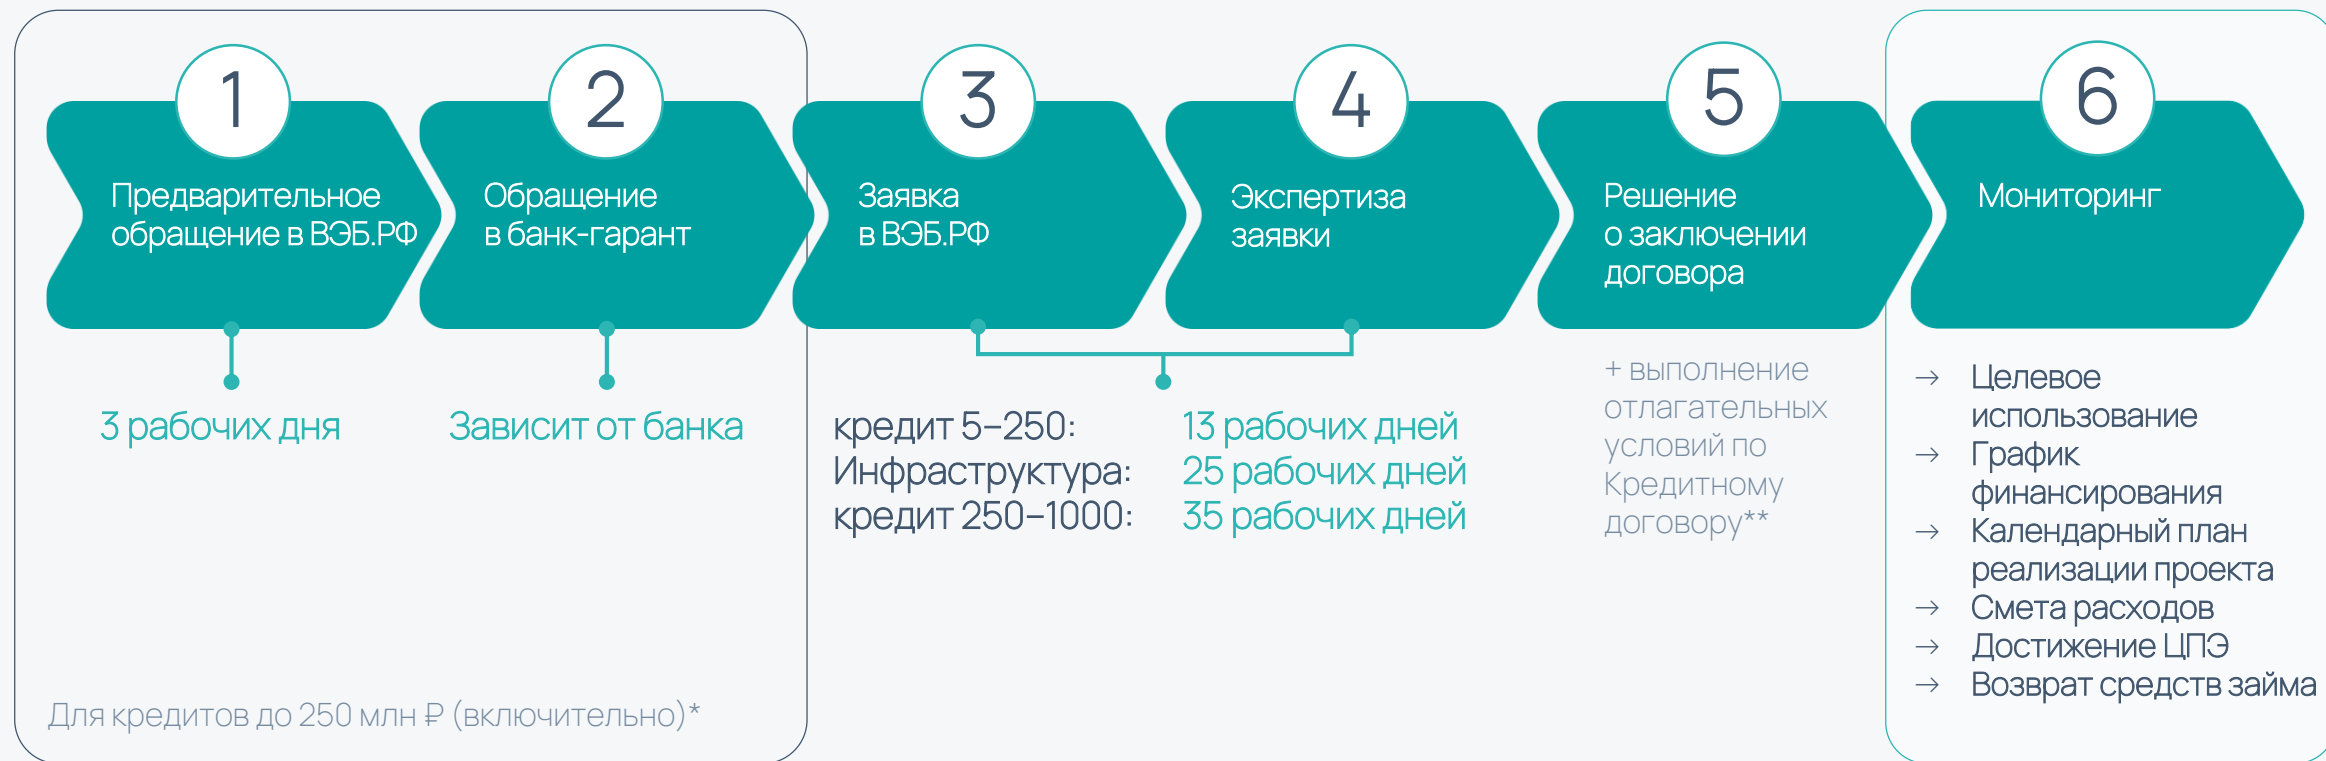 1
Предварительное
обращение в ВЭБ.РФ
3 рабочих дня
2
Обращение
в банк-гарант
Зависит от банка
Для кредитов до 250 млн ₽ (включительно)*
3
Заявка
в ВЭБ.РФ
4
Экспертиза
заявки
кредит 5–250: 13 рабочих дней
Инфраструктура: 25 рабочих дней
кредит 250–1000: 35 рабочих дней
5
Решение
о заключении
договора
+ выполнение
отлагательных
условий по
Кредитному
договору**
6
Мониторинг
→ Целевое
использование
→ График
финансирования
→ Календарный план
реализации проекта
→ Смета расходов
→ Достижение ЦПЭ
→ Возврат средств займа